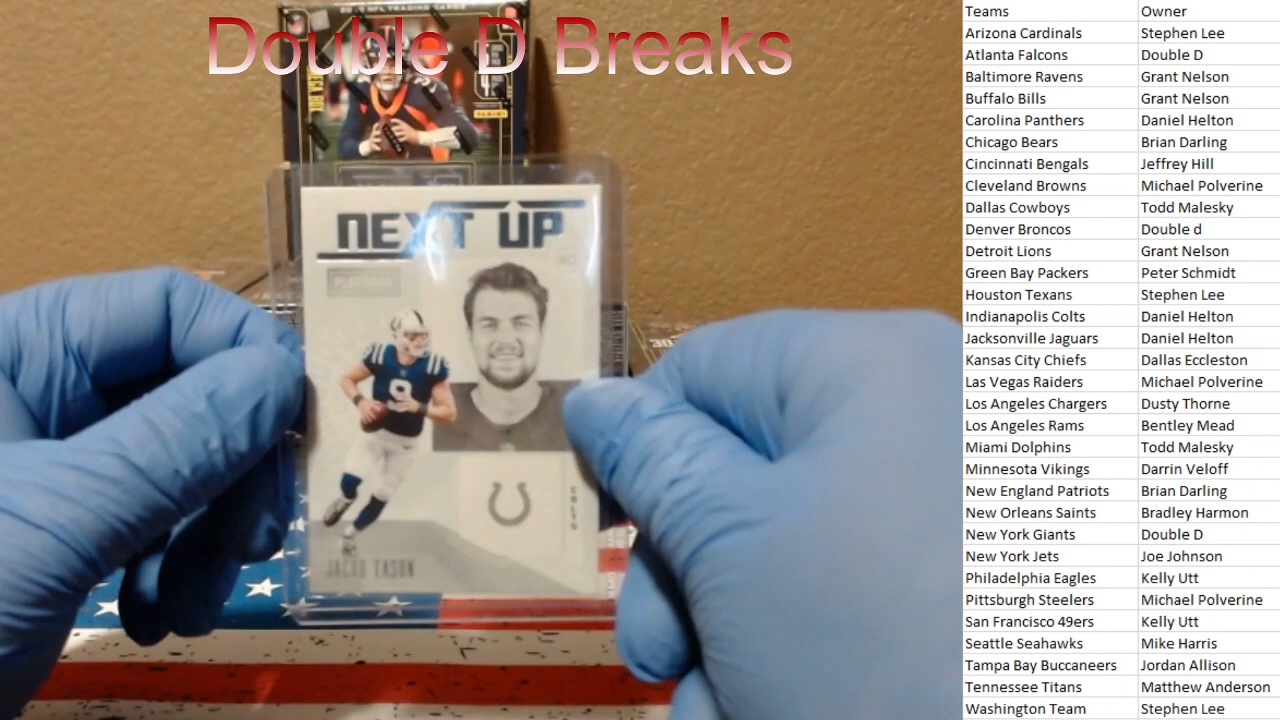 Double D Breaks
NFL TRADING CARDS
NEXT UP
PLAYBOOK
RC
9
COLTS
JACOB EASON
Teams Owner
Arizona Cardinals Stephen Lee
Atlanta Falcons Double D
Baltimore Ravens Grant Nelson
Buffalo Bills Grant Nelson
Carolina Panthers Daniel Helton
Chicago Bears Brian Darling
Cincinnati Bengals Jeffrey Hill
Cleveland Browns Michael Polverine
Dallas Cowboys Todd Malesky
Denver Broncos Double d
Detroit Lions Grant Nelson
Green Bay Packers Peter Schmidt
Houston Texans Stephen Lee
Indianapolis Colts Daniel Helton
Jacksonville Jaguars Daniel Helton
Kansas City Chiefs Dallas Eccleston
Las Vegas Raiders Michael Polverine
Los Angeles Chargers Dusty Thorne
Los Angeles Rams Bentley Mead
Miami Dolphins Todd Malesky
Minnesota Vikings Darrin Veloff
New England Patriots Brian Darling
New Orleans Saints Bradley Harmon
New York Giants Double D
New York Jets Joe Johnson
Philadelphia Eagles Kelly Utt
Pittsburgh Steelers Michael Polverine
San Francisco 49ers Kelly Utt
Seattle Seahawks Mike Harris
Tampa Bay Buccaneers Jordan Allison
Tennessee Titans Matthew Anderson
Washington Team Stephen Lee